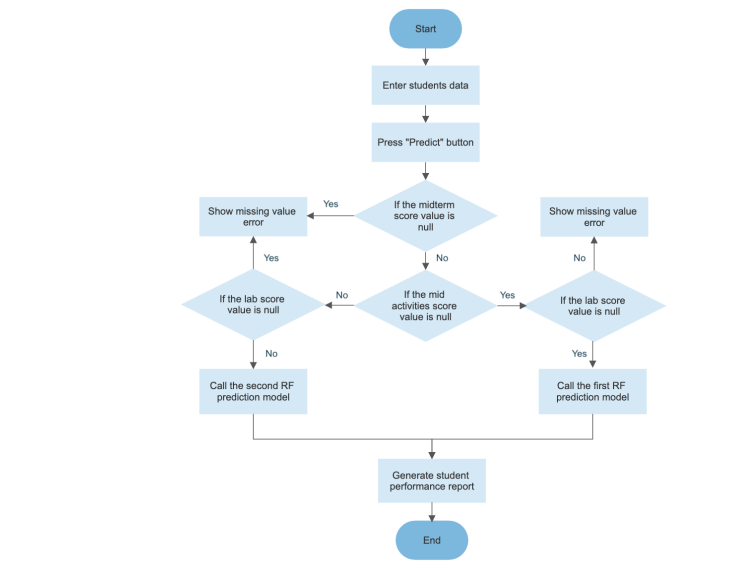 Start
Enter students data
Press "Predict" button
If the midterm
score value is
null
Yes
Show missing value
error
Show missing value
error
Yes
No
No
If the lab score
value is null
No
If the mid
activities score
value is null
Yes
If the lab score
value is null
No
Yes
Call the second RF
prediction model
Call the first RF
prediction model
Generate student
performance report
End